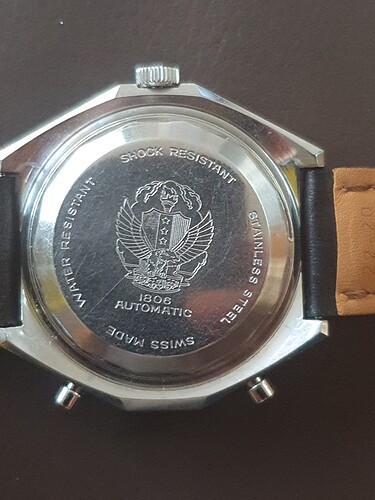 SHOCK RESISTANT
STAINLESS STEEL
SWISS MADE
WATER RESISTANT
1806
AUTOMATIC